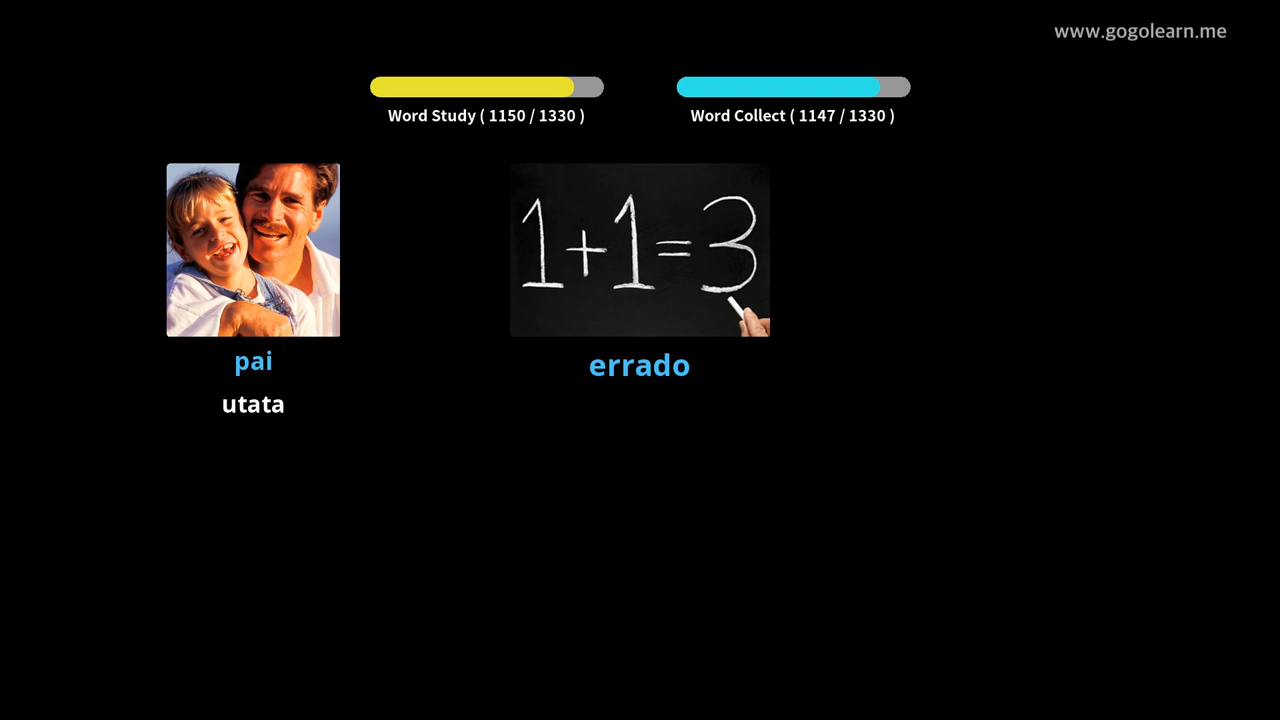 www.gogolearn.me
Word Study ( 1150 / 1330 )
Word Collect ( 1147 / 1330 )
1+1=3
pai
errado
utata